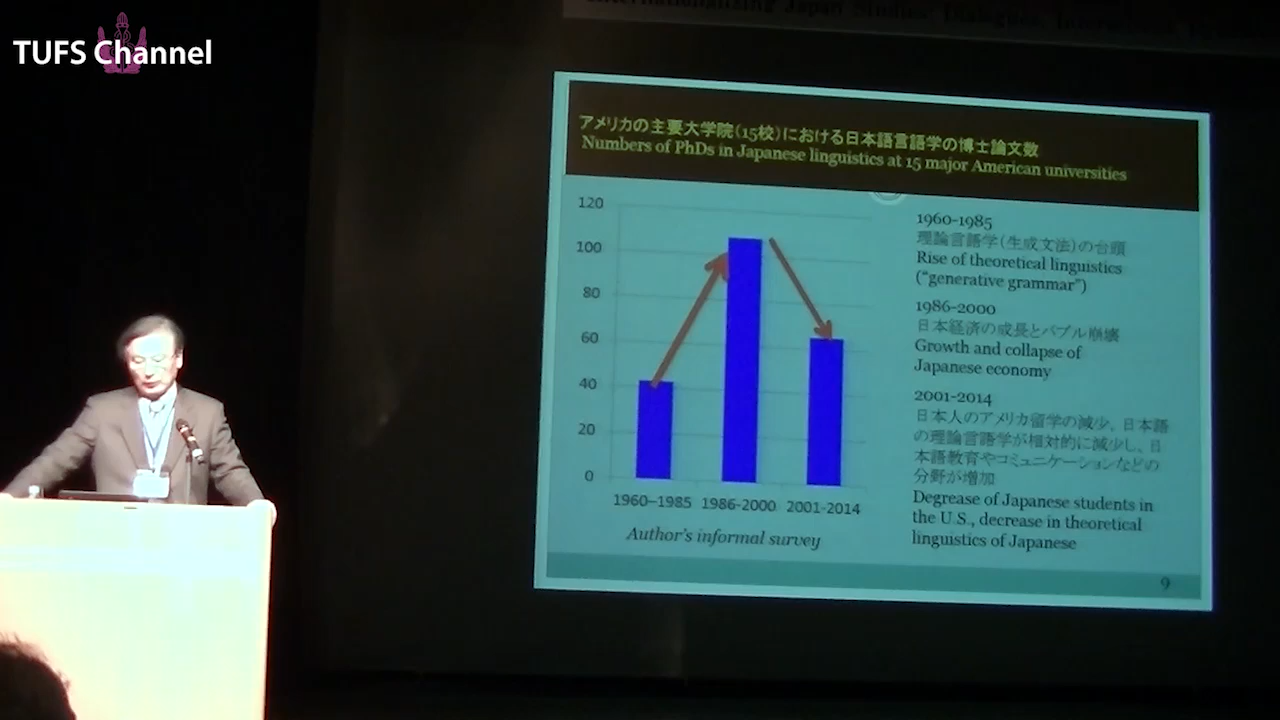 TUFS Channel
Internationalizing Japan Studies: Dialogues,
アメリカの主要大学院(15校)における日本語言語学の博士論文数
Numbers of PhDs in Japanese linguistics at 15 major American universities
120
100
80
60
40
20
0
1960–1985 1986-2000 2001-2014
Author's informal survey
1960-1985
理論言語学(生成文法)の台頭
Rise of theoretical linguistics
("generative grammar")
1986-2000
日本経済の成長とバブル崩壊
Growth and collapse of
Japanese economy
2001-2014
日本人のアメリカ留学の減少、日本語
の理論言語学が相対的に減少し、日
本語教育やコミュニケーションなどの
分野が増加
Degrease of Japanese students in
the U.S., decrease in theoretical
linguistics of Japanese
9